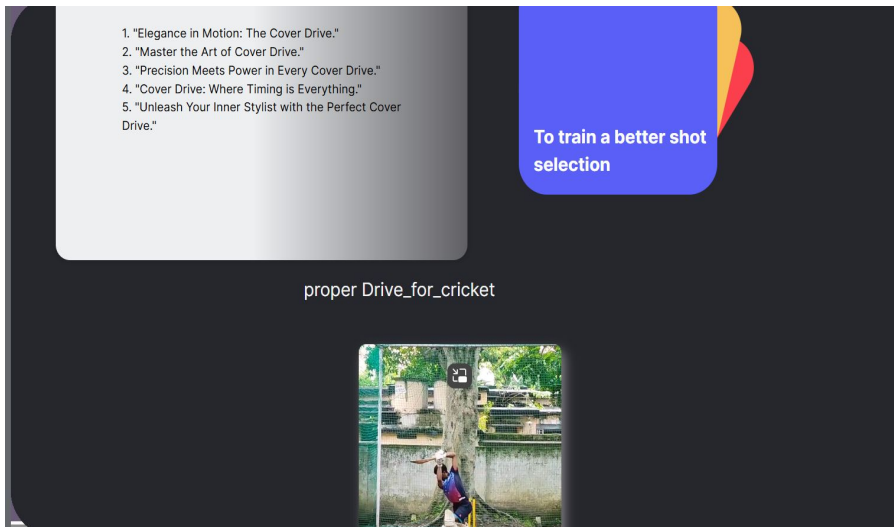 1. "Elegance in Motion: The Cover Drive."
2. "Master the Art of Cover Drive."
3. "Precision Meets Power in Every Cover Drive."
4. "Cover Drive: Where Timing is Everything."
5. "Unleash Your Inner Stylist with the Perfect Cover
Drive."
To train a better shot
selection
proper Drive_for_cricket